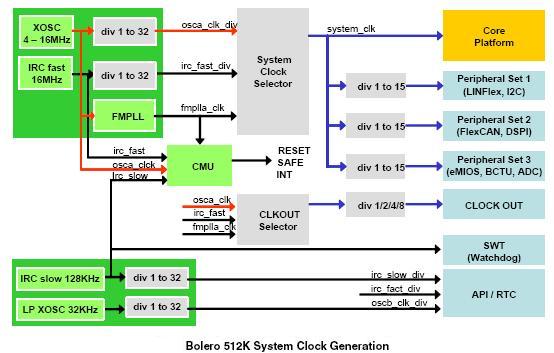 XOSC
4 – 16MHz
div 1 to 32
osca_clk_div
system_clk
Core
Platform
IRC fast
16MHz
div 1 to 32
irc_fast_div
System
Clock
Selector
div 1 to 15
Peripheral Set 1
(LINFlex, I2C)
FMPLL
fmplla_clk
div 1 to 15
Peripheral Set 2
(FlexCAN, DSPI)
irc_fast
osca_clck
irc_slow
CMU
RESET
SAFE
INT
div 1 to 15
Peripheral Set 3
(eMIOS, BCTU, ADC)
osca_clk
irc_fast
fmplla_clk
CLKOUT
Selector
div 1/2/4/8
CLOCK OUT
SWT
(Watchdog)
IRC slow 128KHz
div 1 to 32
irc_slow_div
irc_fact_div
oscb_clk_div
API / RTC
LP XOSC 32KHz
div 1 to 32
Bolero 512K System Clock Generation